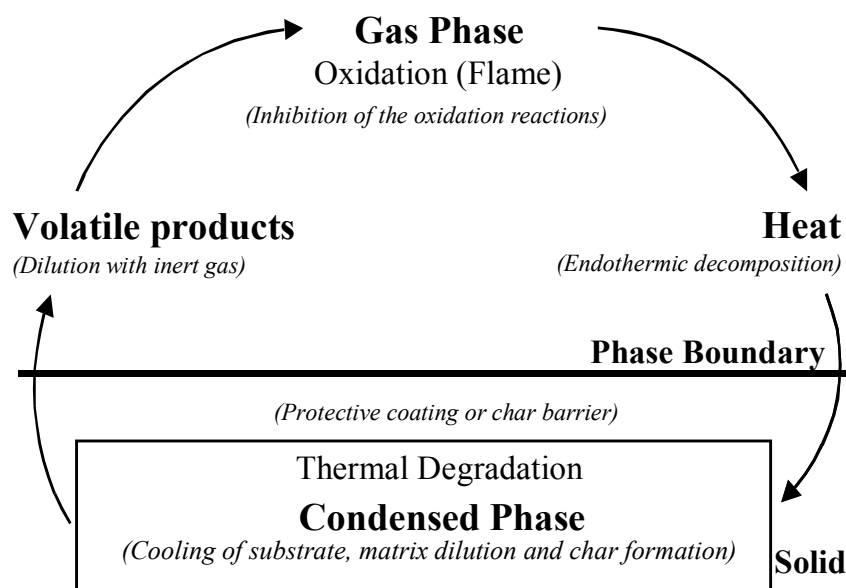 Gas Phase
Oxidation (Flame)
(Inhibition of the oxidation reactions)
Volatile products
(Dilution with inert gas)
Heat
(Endothermic decomposition)
Phase Boundary
(Protective coating or char barrier)
Thermal Degradation
Condensed Phase
(Cooling of substrate, matrix dilution and char formation)
Solid